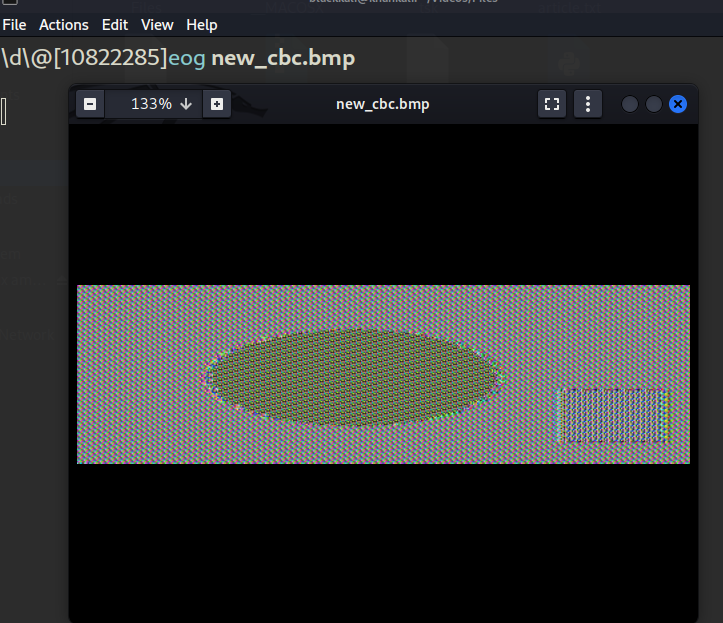 File Actions Edit View Help
\d\@[10822285]eog new_cbc.bmp
133% new_cbc.bmp